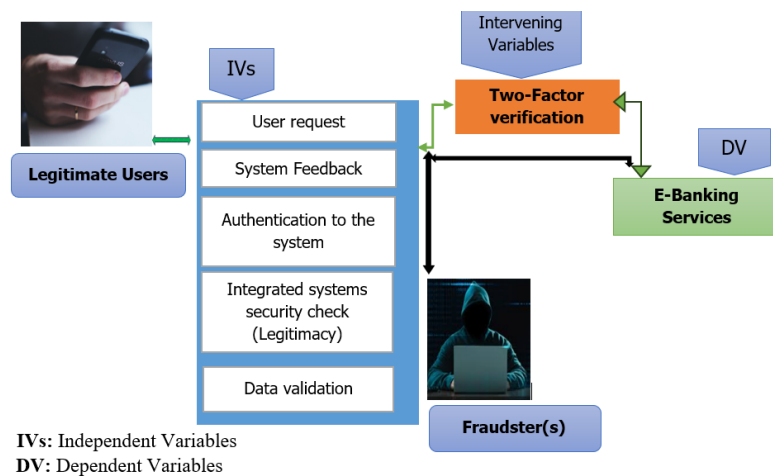 Intervening
Variables
IVs
Two-Factor
verification
DV
User request
Legitimate Users
System Feedback
E-Banking
Services
Authentication to the
system
Integrated systems
security check
(Legitimacy)
Data validation
Fraudster(s)
IVs: Independent Variables
DV: Dependent Variables